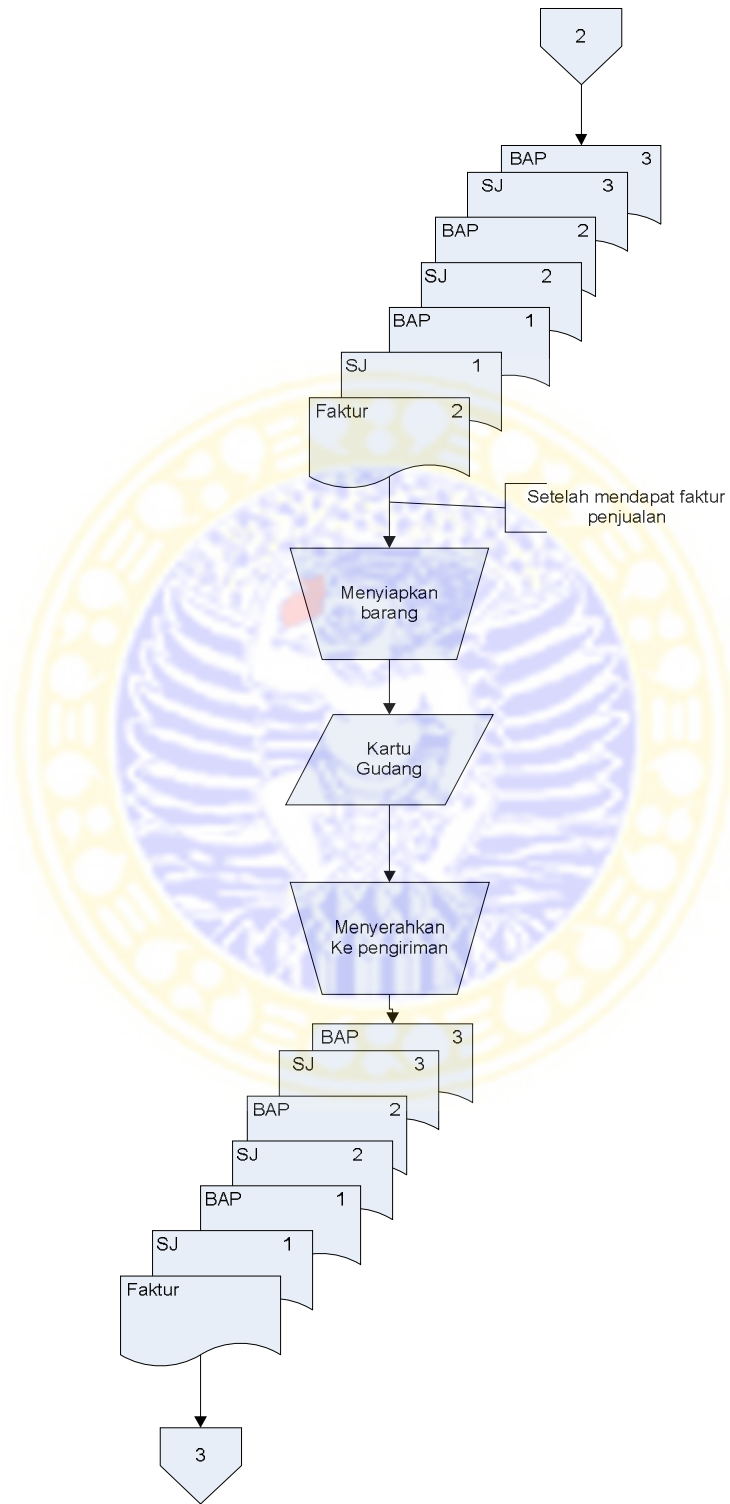 2
BAP 3
SJ 3
BAP 2
SJ 2
BAP 1
SJ 1
Faktur 2
Setelah mendapat faktur
penjualan
Menyiapkan
barang
Kartu
Gudang
Menyerahkan
Ke pengiriman
BAP 3
SJ 3
BAP 2
SJ 2
BAP 1
SJ 1
Faktur
3